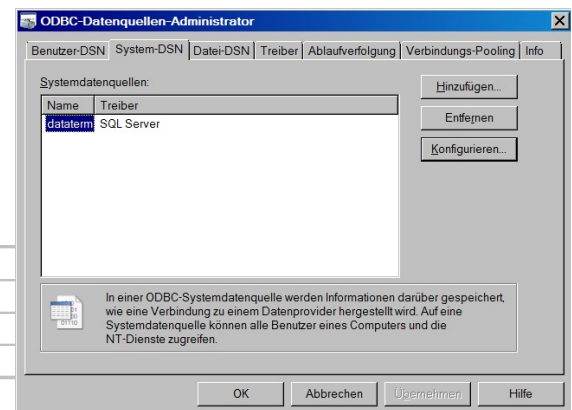 ODBC-Datenquellen-Administrator
Benutzer-DSN System-DSN Datei-DSN Treiber Ablaufverfolgung Verbindungs-Pooling Info
Systemdatenquellen:
Name Treiber
dataterm SQL Server
Hinzufügen...
Entfernen
Konfigurieren...
In einer ODBC-Systemdatenquelle werden Informationen darüber gespeichert,
wie eine Verbindung zu einem Datenprovider hergestellt wird. Auf eine
Systemdatenquelle können alle Benutzer eines Computers und die
NT-Dienste zugreifen.
OK Abbrechen Übernehmen Hilfe